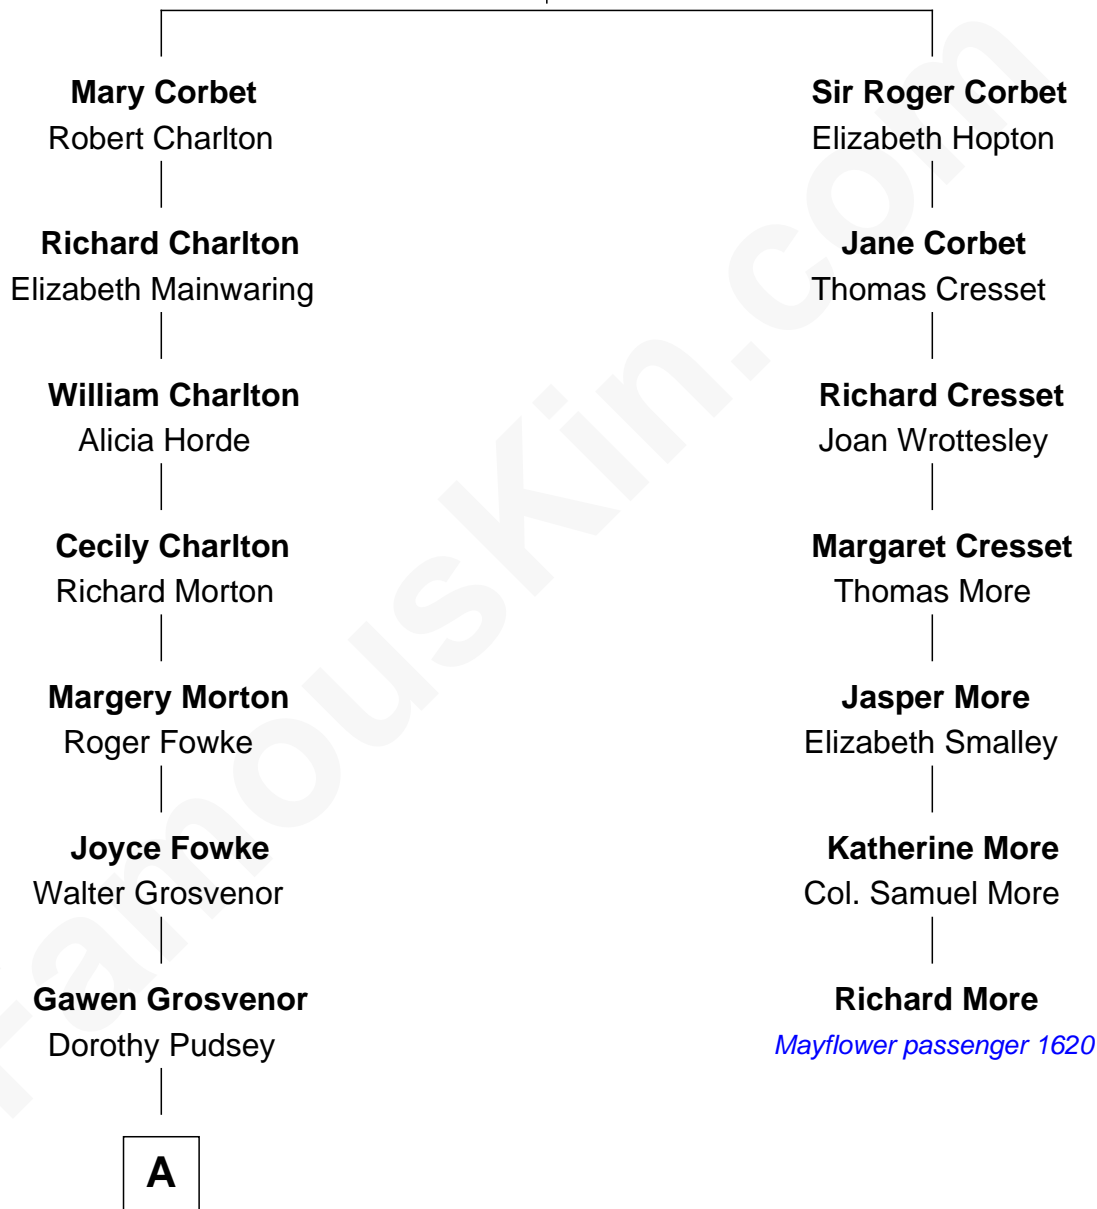 Mary Corbet
Robert Charlton
Richard Charlton
Elizabeth Mainwaring
William Charlton
Alicia Horde
Cecily Charlton
Richard Morton
Margery Morton
Roger Fowke
Joyce Fowke
Walter Grosvenor
Gawen Grosvenor
Dorothy Pudsey
A
Sir Roger Corbet
Elizabeth Hopton
Jane Corbet
Thomas Cresset
Richard Cresset
Joan Wrottesley
Margaret Cresset
Thomas More
Jasper More
Elizabeth Smalley
Katherine More
Col. Samuel More
Richard More
Mayflower passenger 1620
FamousKin.com